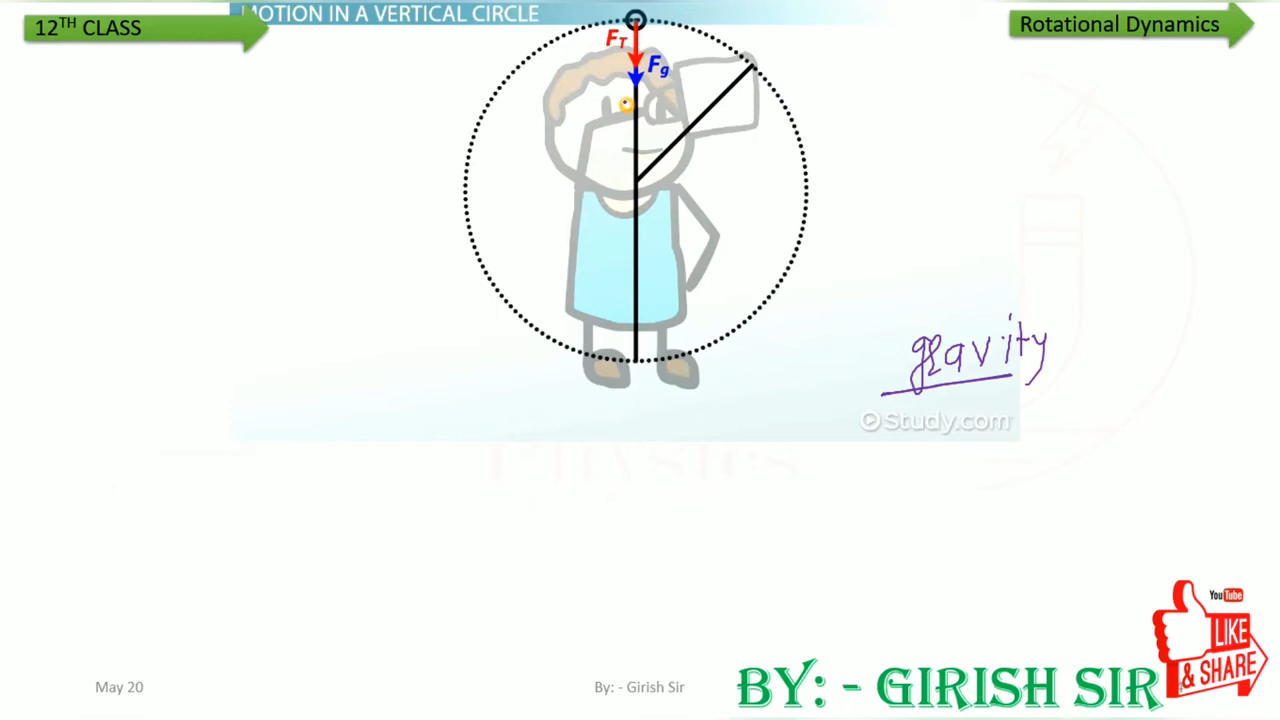 MOTION IN A VERTICAL CIRCLE
12TH CLASS
Rotational Dynamics
FT
Fg
gravity
Study.com
Physics
YouTube
LIKE
& SHARE
May 20
By: - Girish Sir
BY: - GIRISH SIR